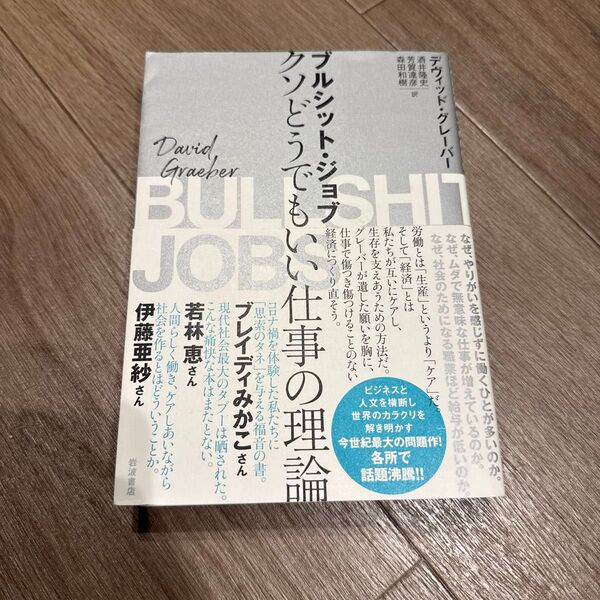 デヴィッド・グレーバー
酒井隆史
芳賀達彦
森田和樹
訳
ブルシット・ジョブ
クソどうでもいい仕事の理論
David
Graeber
BULLSHIT
JOBS
なぜ、やりがいを感じずに働くひとが多いのか。
なぜ、ムダで無意味な仕事が増えているのか。
なぜ、社会のためになる職業ほど給与が低いのか。
労働とは「生産」というより「ケア」だ。
そして「経済」とは
私たちが互いにケアし、
生存を支えあうための方法だ。
グレーバーが遺した願いを胸に、
仕事で傷つき傷つけることのない
経済につくり直そう。
ブレイディみかこさん
コロナ禍を体験した私たちに
「思索のタネ」を与える福音の書。
若林 恵さん
現代社会最大のタブーは晒された。
こんな痛快な本はまたとない。
伊藤亜紗さん
人間らしく働き、ケアしあいながら
社会を作るとはどういうことか。
ビジネスと
人文を横断し
世界のカラクリを
解き明かす
今世紀最大の問題作!
各所で
話題沸騰!!
岩波書店